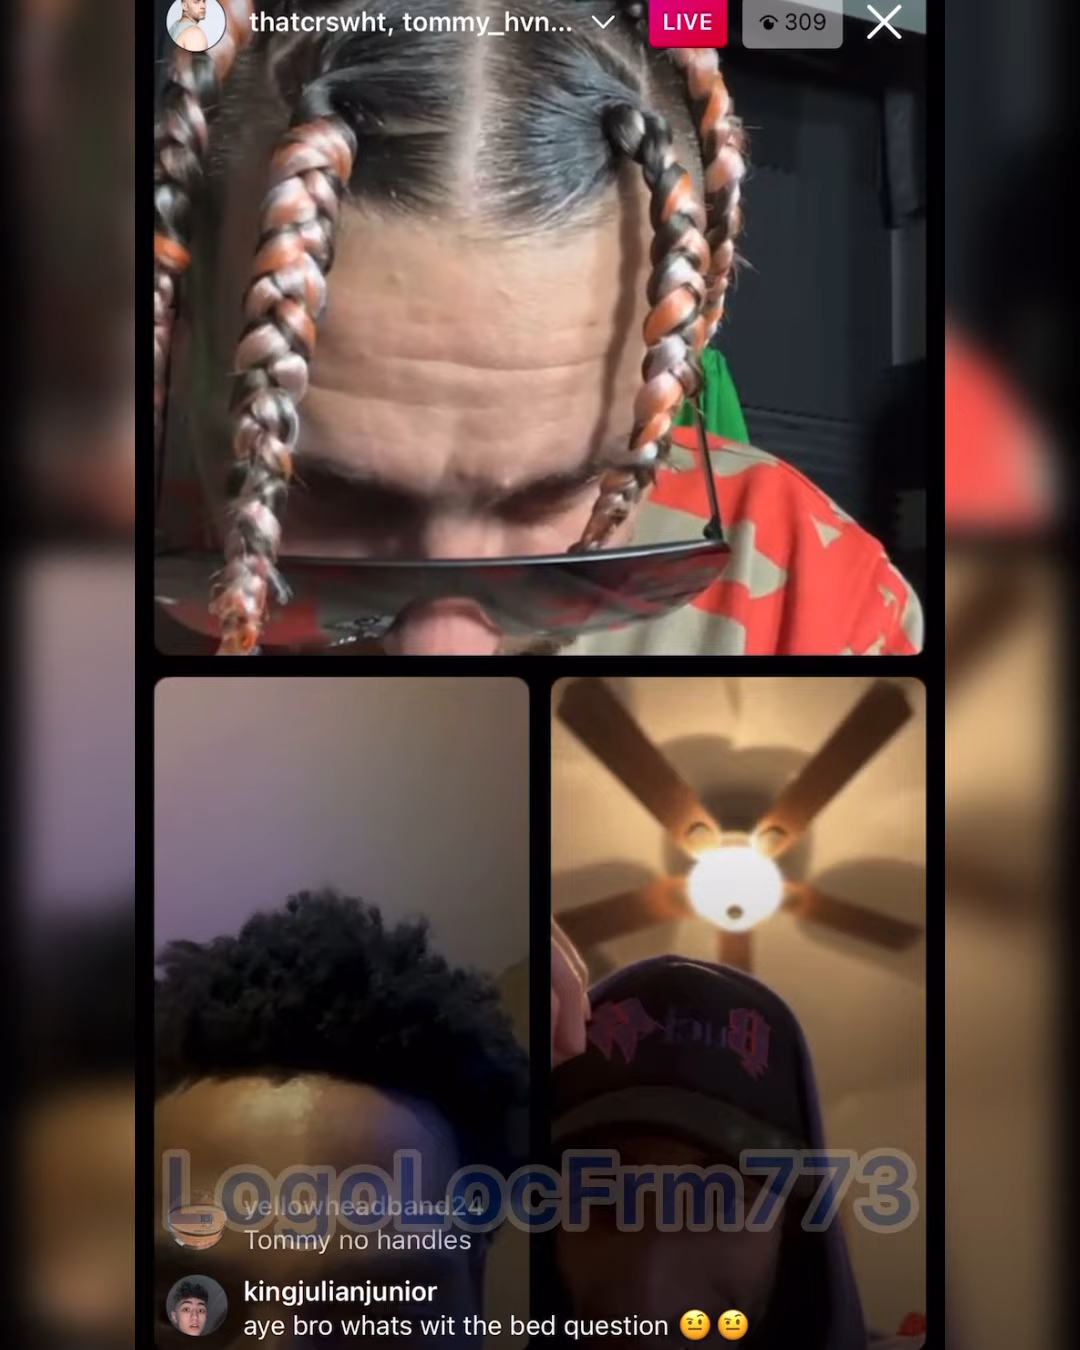 thatcrswht, tommy_hvn...
LIVE
309
LogoLocFrm773
yellowheadband24
Tommy no handles
kingjulianjunior
aye bro whats wit the bed question 🤨🤨